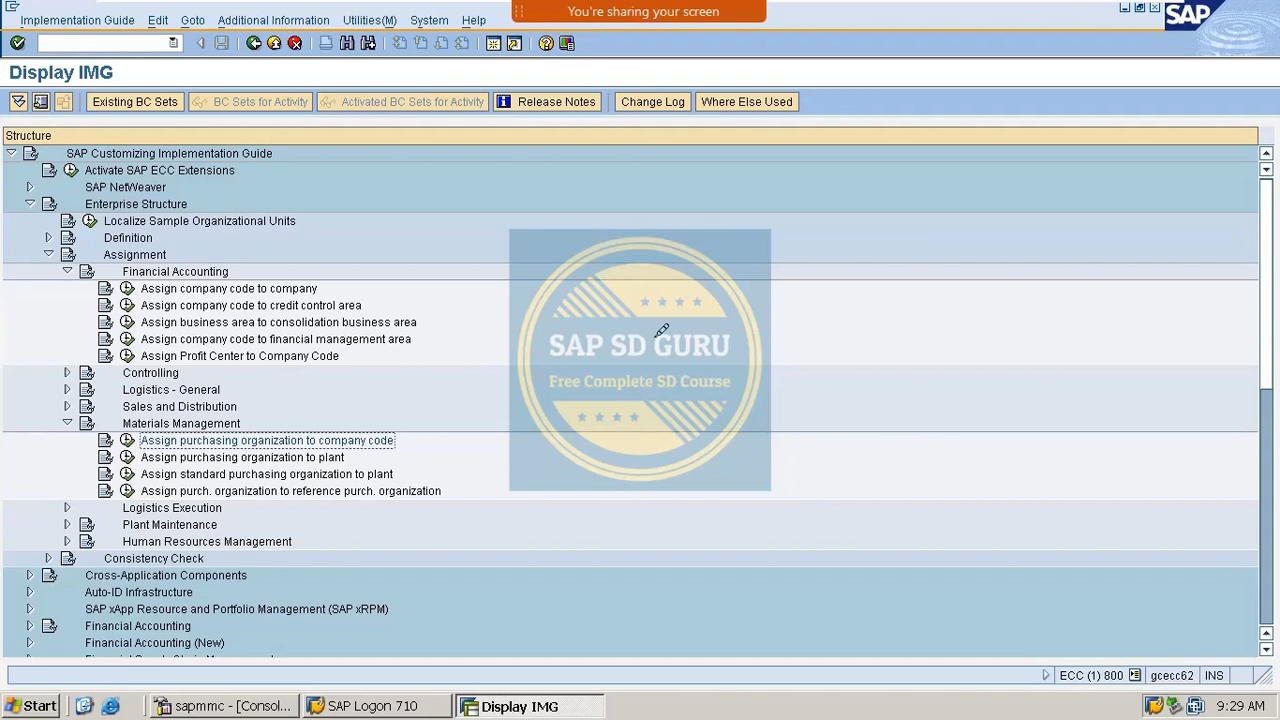 You're sharing your screen
Implementation Guide Edit Goto Additional Information Utilities(M) System Help
SAP
Display IMG
Existing BC Sets BC Sets for Activity Activated BC Sets for Activity Release Notes Change Log Where Else Used
Structure
SAP Customizing Implementation Guide
Activate SAP ECC Extensions
SAP NetWeaver
Enterprise Structure
Localize Sample Organizational Units
Definition
Assignment
Financial Accounting
Assign company code to company
Assign company code to credit control area
Assign business area to consolidation business area
Assign company code to financial management area
Assign Profit Center to Company Code
Controlling
Logistics - General
Sales and Distribution
Materials Management
Assign purchasing organization to company code
Assign purchasing organization to plant
Assign standard purchasing organization to plant
Assign purch. organization to reference purch. organization
Logistics Execution
Plant Maintenance
Human Resources Management
Consistency Check
Cross-Application Components
Auto-ID Infrastructure
SAP xApp Resource and Portfolio Management (SAP xRPM)
Financial Accounting
Financial Accounting (New)
SAP SD GURU
Free Complete SD Course
ECC (1) 800 gcecc62 INS
Start sapmmc - [Consol... SAP Logon 710 Display IMG 9:29 AM